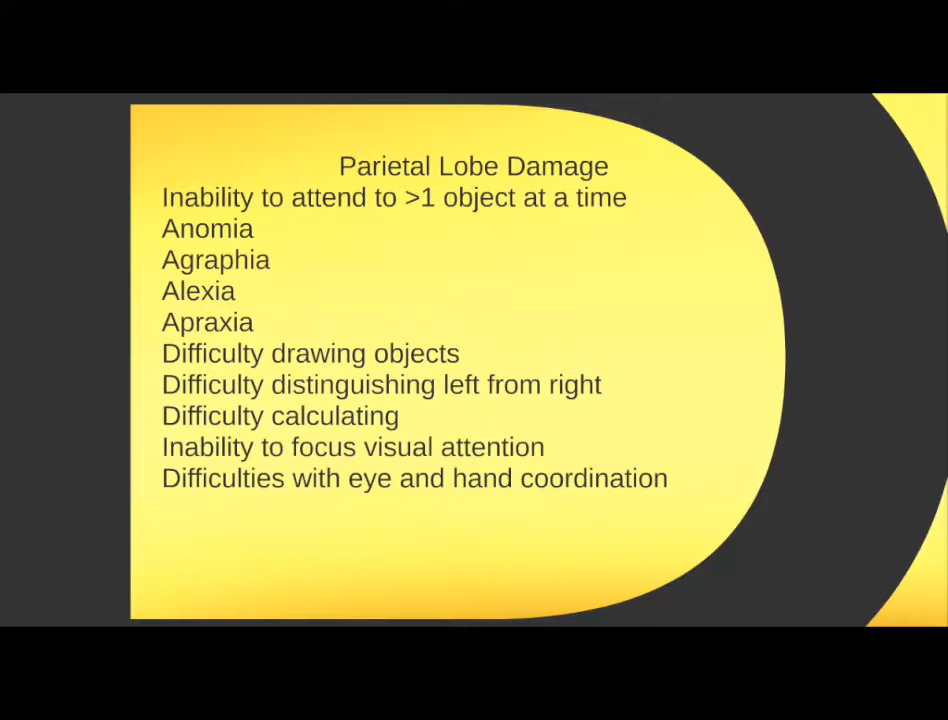 Parietal Lobe Damage
Inability to attend to >1 object at a time
Anomia
Agraphia
Alexia
Apraxia
Difficulty drawing objects
Difficulty distinguishing left from right
Difficulty calculating
Inability to focus visual attention
Difficulties with eye and hand coordination